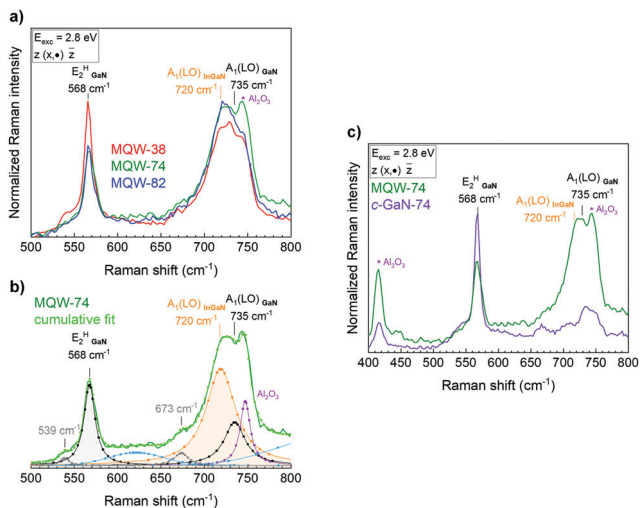 a)
E_exc = 2.8 eV
z (x,•) z̄
E₂ᴴ GaN
568 cm⁻¹
A₁(LO) InGaN
720 cm⁻¹
A₁(LO) GaN
735 cm⁻¹
* Al₂O₃
MQW-38
MQW-74
MQW-82
Normalized Raman intensity
500 550 600 650 700 750 800
Raman shift (cm⁻¹)
b)
MQW-74
cumulative fit
E₂ᴴ GaN
568 cm⁻¹
A₁(LO) InGaN
720 cm⁻¹
A₁(LO) GaN
735 cm⁻¹
Al₂O₃
539 cm⁻¹
673 cm⁻¹
Normalized Raman intensity
500 550 600 650 700 750 800
Raman shift (cm⁻¹)
c)
E_exc = 2.8 eV
z (x,•) z̄
MQW-74
c-GaN-74
E₂ᴴ GaN
568 cm⁻¹
A₁(LO) InGaN
720 cm⁻¹
A₁(LO) GaN
735 cm⁻¹
* Al₂O₃
* Al₂O₃
Normalized Raman intensity
400 450 500 550 600 650 700 750 800
Raman shift (cm⁻¹)